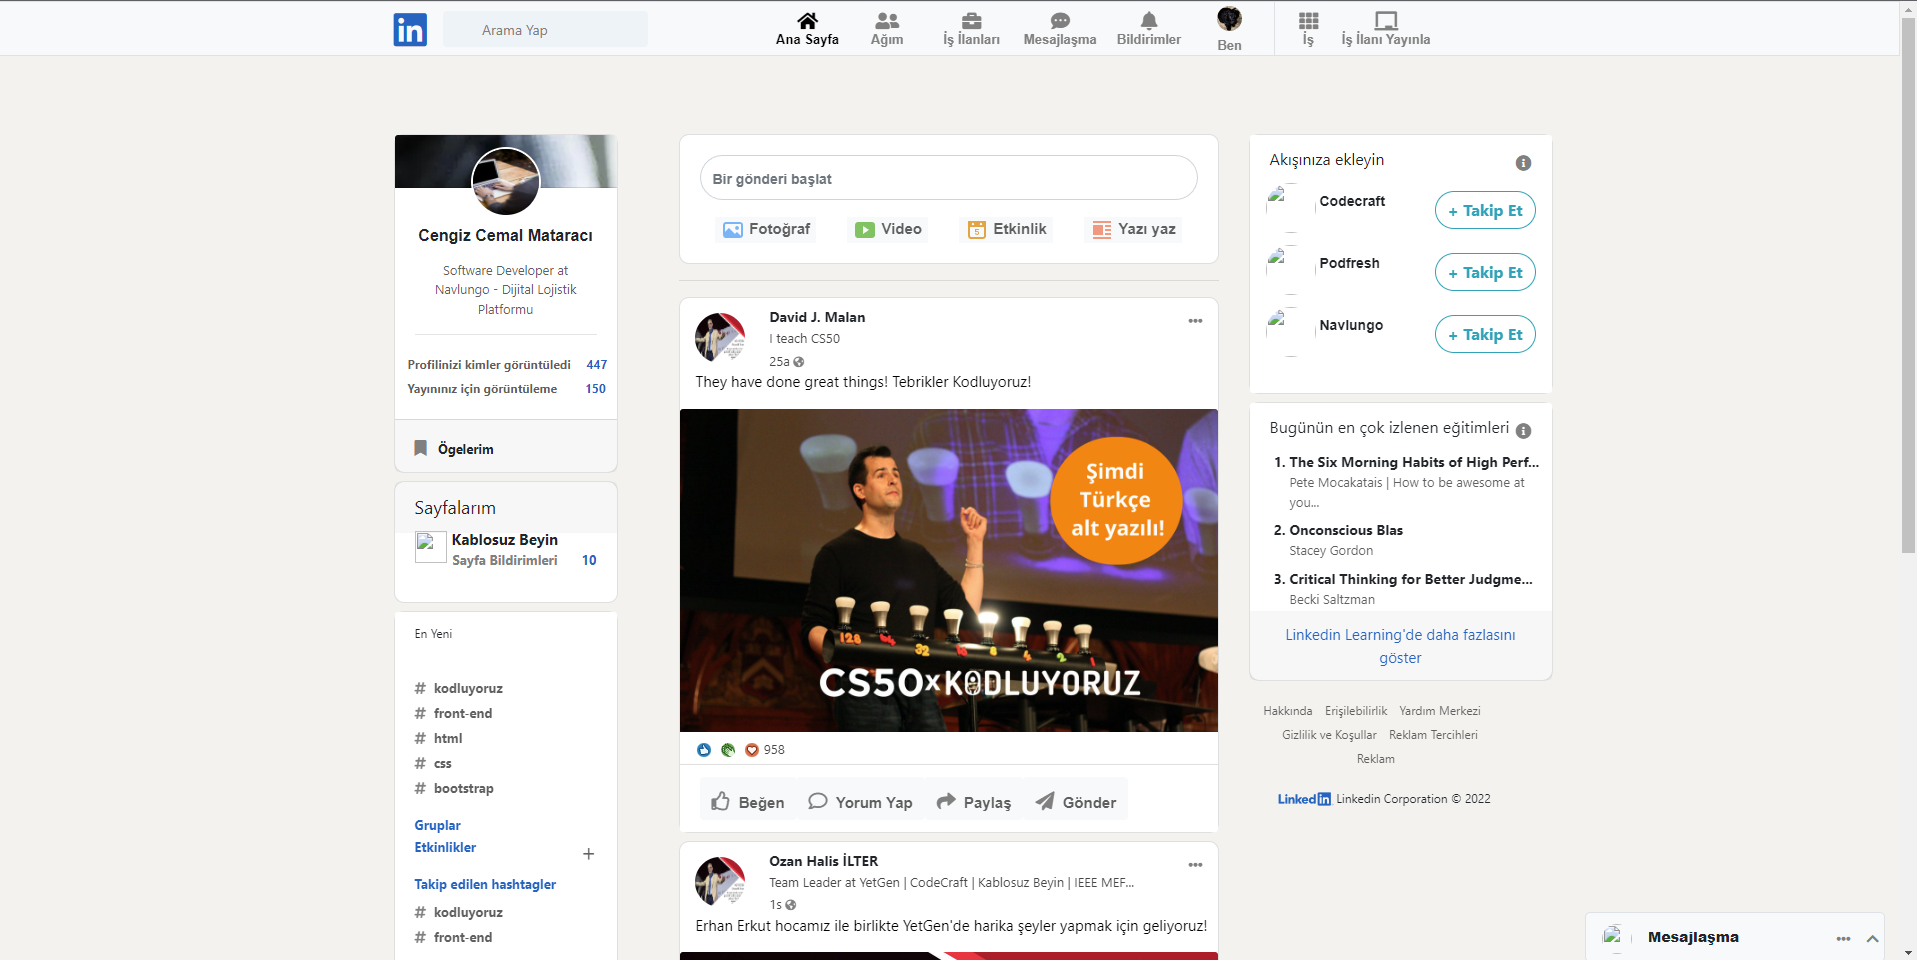 in
Arama Yap
Ana Sayfa
Ağım
İş İlanları
Mesajlaşma
Bildirimler
Ben
İş
İş İlanı Yayınla
Cengiz Cemal Mataracı
Software Developer at
Navlungo - Dijital Lojistik
Platformu
Profilinizi kimler görüntüledi 447
Yayınınız için görüntüleme 150
Ögelerim
Sayfalarım
Kablosuz Beyin
Sayfa Bildirimleri 10
En Yeni
# kodluyoruz
# front-end
# html
# css
# bootstrap
Gruplar
Etkinlikler
+
Takip edilen hashtagler
# kodluyoruz
# front-end
Bir gönderi başlat
Fotoğraf
Video
5 Etkinlik
Yazı yaz
David J. Malan
I teach CS50
25a
They have done great things! Tebrikler Kodluyoruz!
Şimdi
Türkçe
alt yazılı!
128 64 32 16 8 4 2 1
CS50xKODLUYORUZ
958
Beğen
Yorum Yap
Paylaş
Gönder
Ozan Halis İLTER
Team Leader at YetGen | CodeCraft | Kablosuz Beyin | IEEE MEF...
1s
Erhan Erkut hocamız ile birlikte YetGen'de harika şeyler yapmak için geliyoruz!
Akışınıza ekleyin
Codecraft
+ Takip Et
Podfresh
+ Takip Et
Navlungo
+ Takip Et
Bugünün en çok izlenen eğitimleri
1. The Six Morning Habits of High Perf...
Pete Mocakatais | How to be awesome at
you...
2. Onconscious Blas
Stacey Gordon
3. Critical Thinking for Better Judgme...
Becki Saltzman
Linkedin Learning'de daha fazlasını
göster
Hakkında Erişilebilirlik Yardım Merkezi
Gizlilik ve Koşullar Reklam Tercihleri
Reklam
Linkedin Linkedin Corporation © 2022
Mesajlaşma